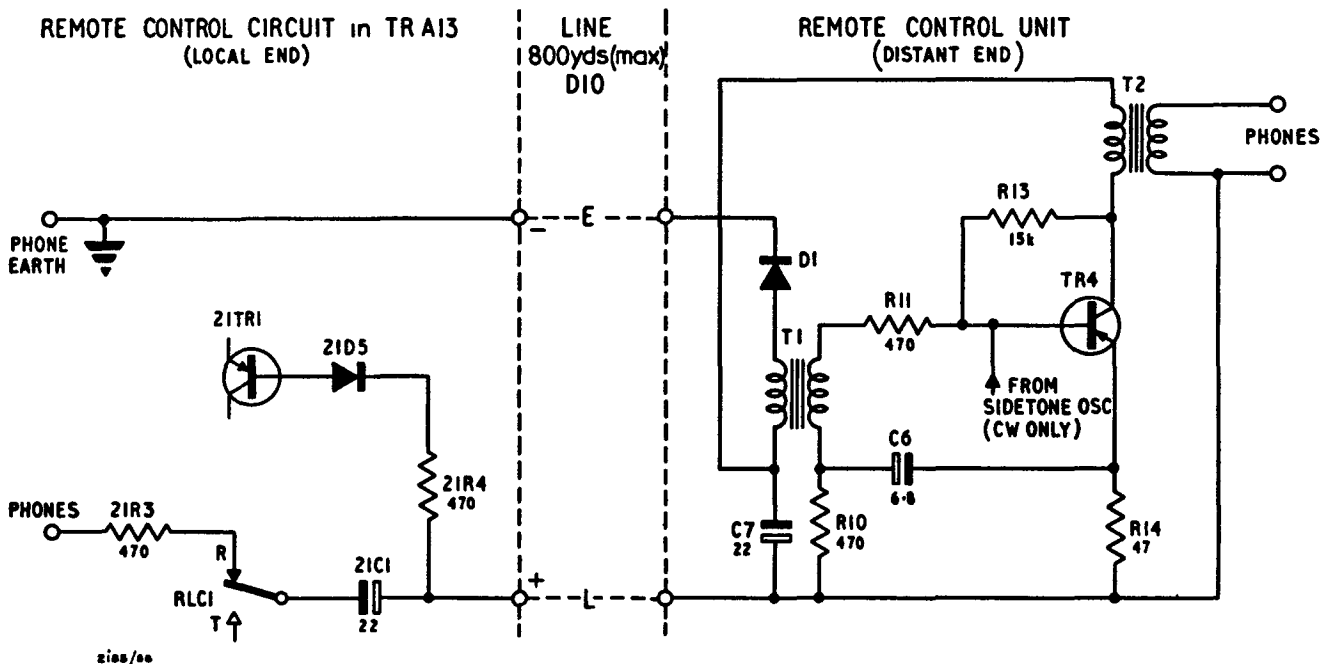 REMOTE CONTROL CIRCUIT in TR A13
(LOCAL END)
LINE
800yds(max)
D10
REMOTE CONTROL UNIT
(DISTANT END)
T2
PHONES
R13
15k
E
-
PHONE
EARTH
D1
TR4
R11
470
T1
21TR1
21D5
FROM
SIDETONE OSC
(CW ONLY)
C6
6·8
21R4
470
PHONES
21R3
470
R
C7
22
R10
470
R14
47
21C1
22
+
L
RLC1
T